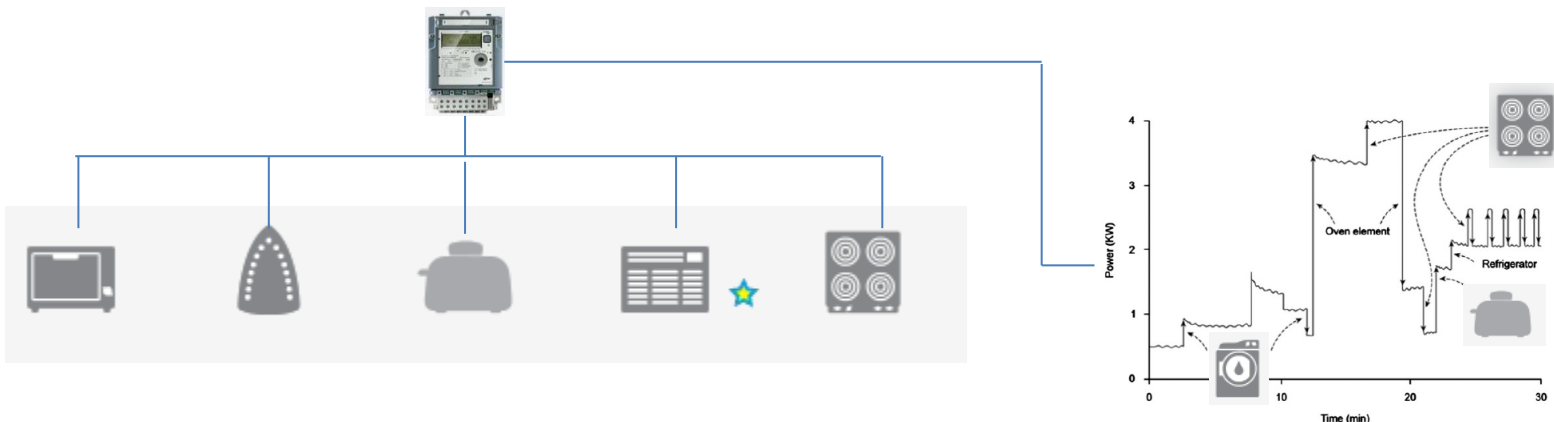 4
3
2
1
0
Power (KW)
Oven element
Refrigerator
0
10
20
30
Time (min)